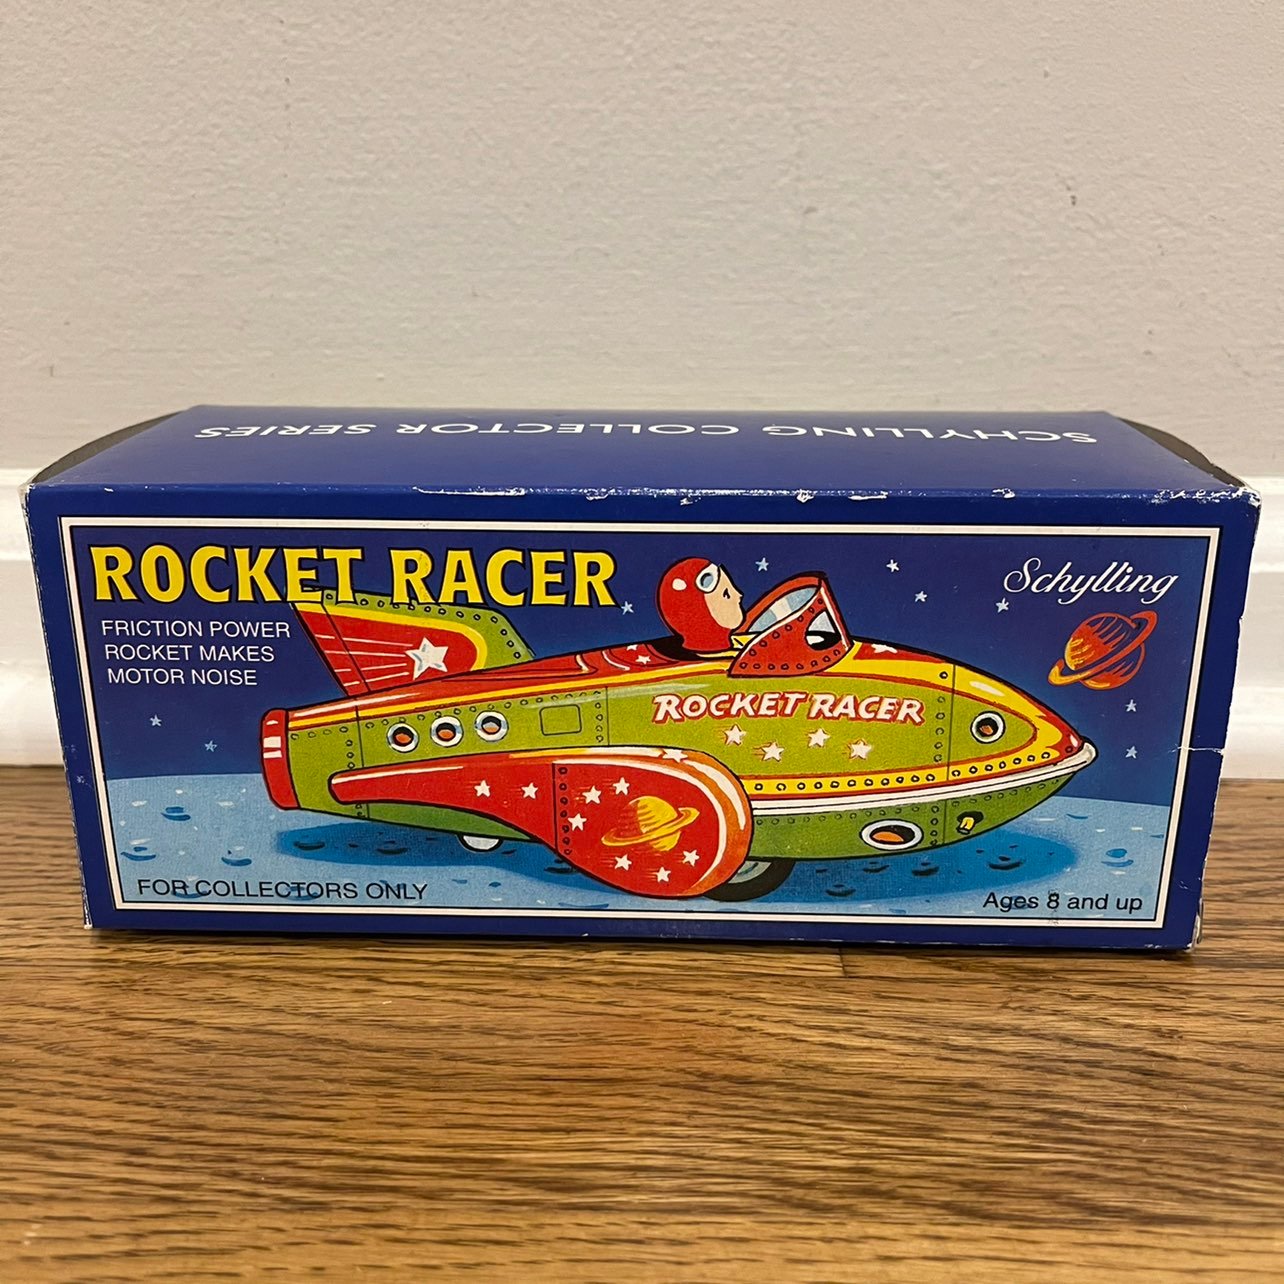 SCHYLLING COLLECTOR SERIES
ROCKET RACER
Schylling
FRICTION POWER
ROCKET MAKES
MOTOR NOISE
ROCKET RACER
FOR COLLECTORS ONLY
Ages 8 and up